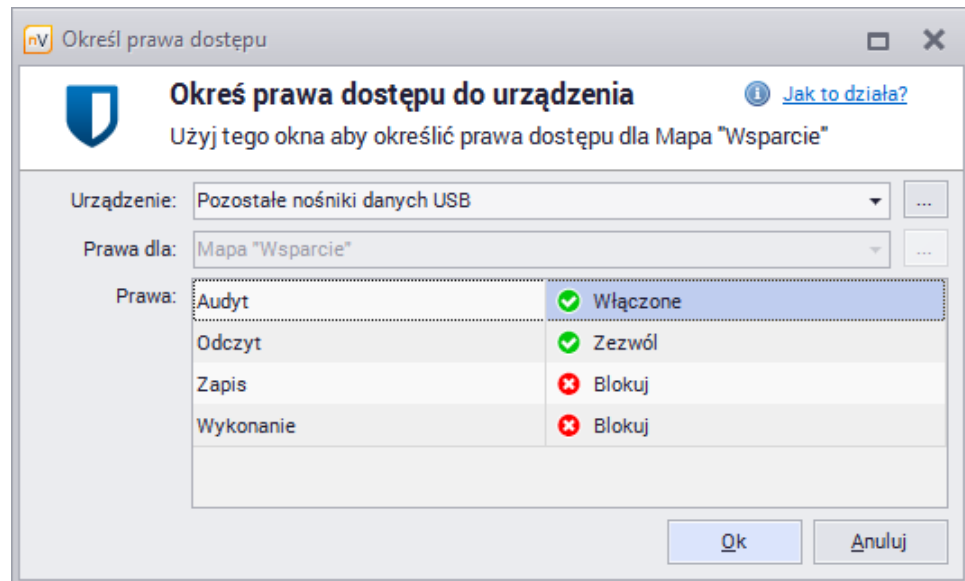 nV Określ prawa dostępu
Okreś prawa dostępu do urządzenia
Jak to działa?
Użyj tego okna aby określić prawa dostępu dla Mapa "Wsparcie"
Urządzenie: Pozostałe nośniki danych USB ...
Prawa dla: Mapa "Wsparcie" ...
Prawa:
Audyt Włączone
Odczyt Zezwól
Zapis Blokuj
Wykonanie Blokuj
Ok Anuluj